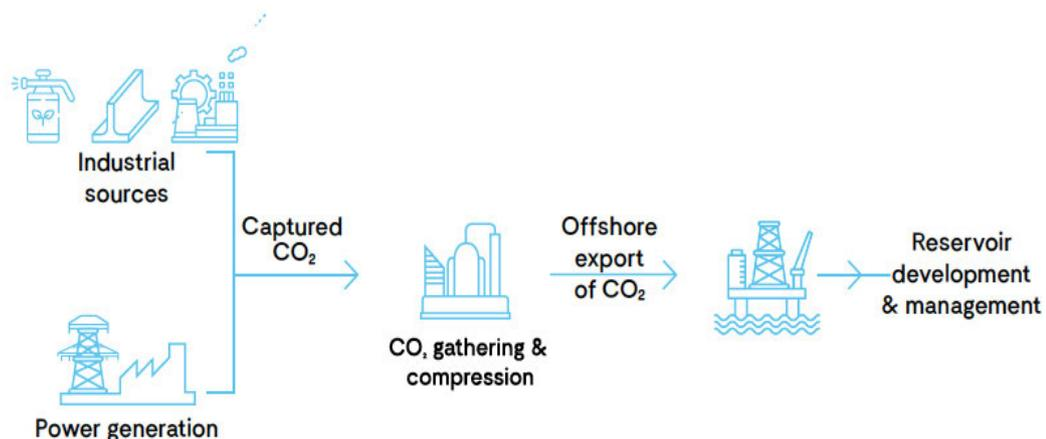 Industrial
sources
Captured
CO₂
Offshore
export
of CO₂
Reservoir
development
& management
CO₂ gathering &
compression
Power generation